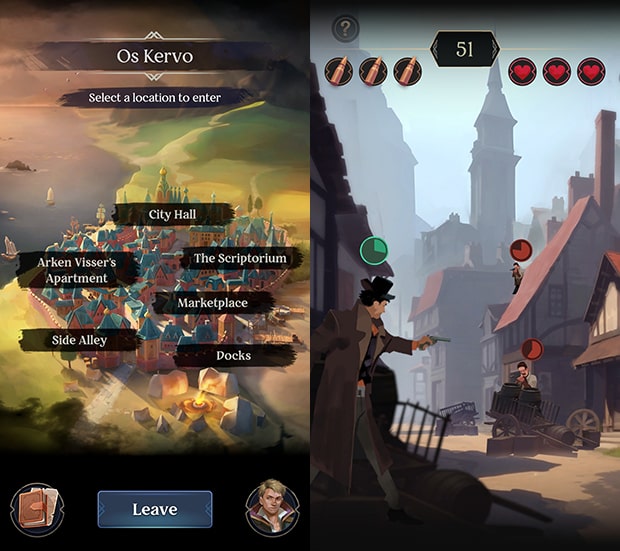 Os Kervo
Select a location to enter
City Hall
Arken Visser's
Apartment
The Scriptorium
Marketplace
Side Alley
Docks
Leave
?
51